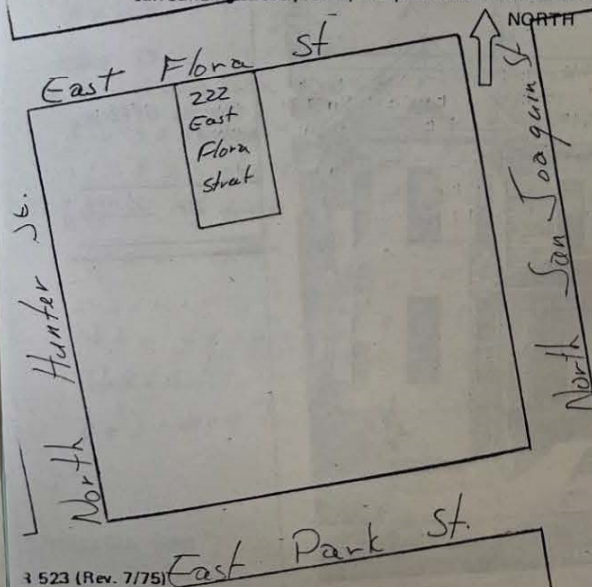 NORTH
East Flora St
222
East
Flora
Street
North Hunter St.
North San Joaquin St
East Park St.
523 (Rev. 7/75)